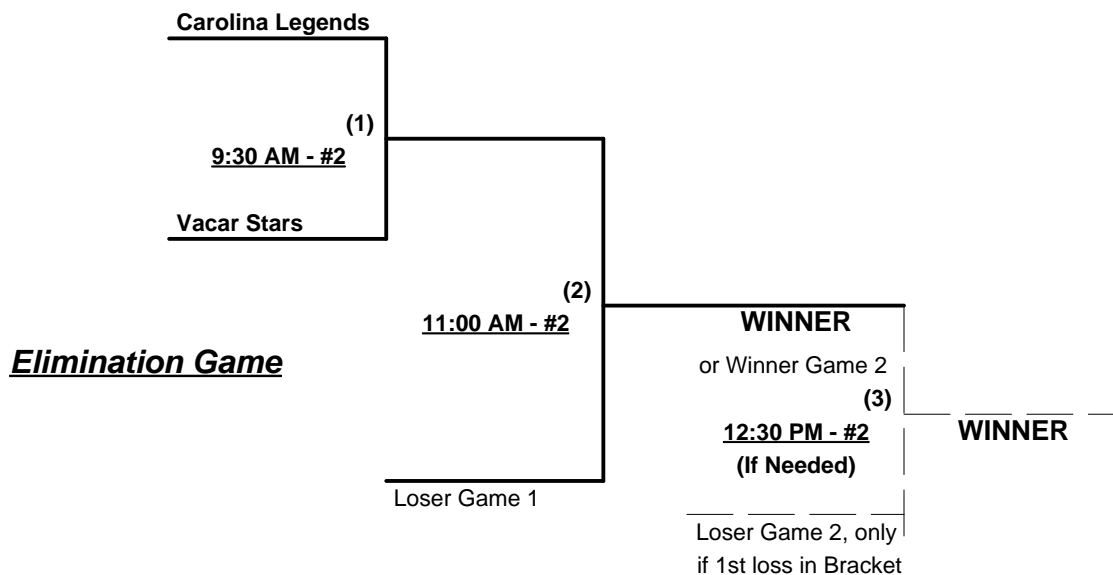 Carolina Legends
(1)
9:30 AM - #2
Vacar Stars
(2)
11:00 AM - #2
WINNER
Elimination Game
or Winner Game 2
(3)
12:30 PM - #2
WINNER
(If Needed)
Loser Game 1
Loser Game 2, only
if 1st loss in Bracket